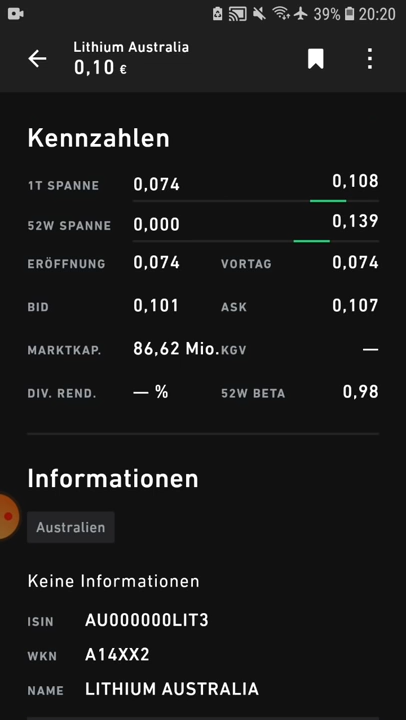 39% 20:20
Lithium Australia
0,10 €
Kennzahlen
1T SPANNE 0,074 0,108
52W SPANNE 0,000 0,139
ERÖFFNUNG 0,074 VORTAG 0,074
BID 0,101 ASK 0,107
MARKTKAP. 86,62 Mio. KGV —
DIV. REND. — % 52W BETA 0,98
Informationen
Australien
Keine Informationen
ISIN AU000000LIT3
WKN A14XX2
NAME LITHIUM AUSTRALIA